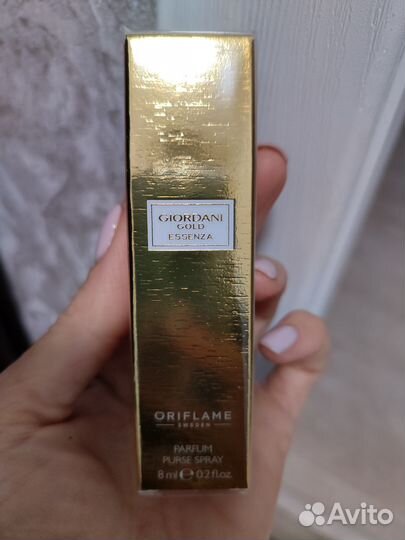 GIORDANI
GOLD
ESSENZA
ORIFLAME
SWEDEN
PARFUM
PURSE SPRAY
8 ml ℮ 0.2 fl.oz.
Avito